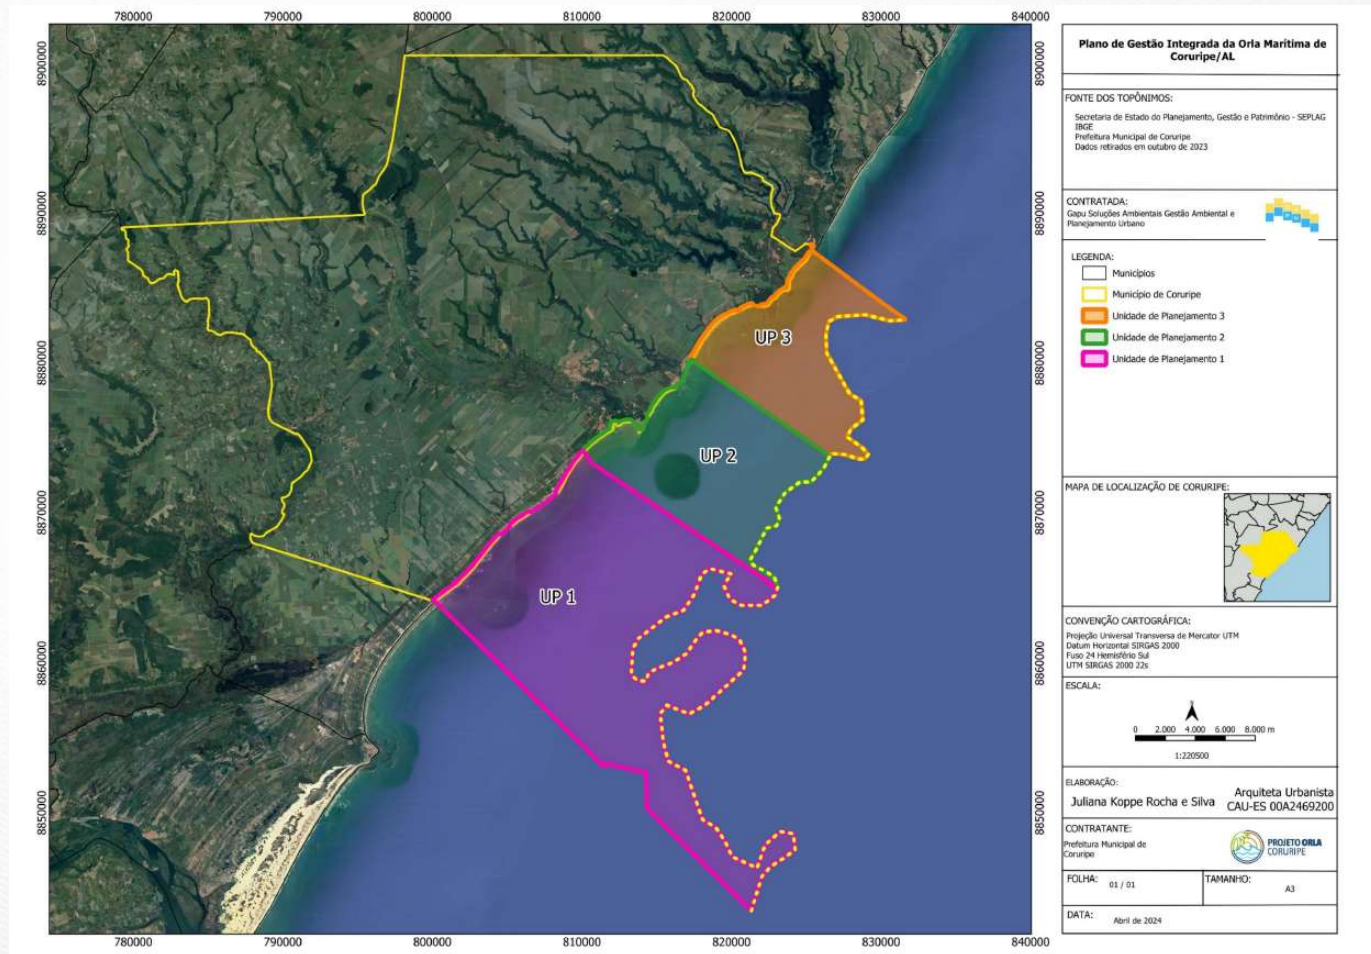 780000 790000 800000 810000 820000 830000 840000
8900000 8890000 8880000 8870000 8860000 8850000
UP 3
UP 2
UP 1
8900000 8890000 8880000 8870000 8860000 8850000
780000 790000 800000 810000 820000 830000 840000
Plano de Gestão Integrada da Orla Marítima de
Coruripe/AL
FONTE DOS TOPÔNIMOS:
Secretaria de Estado do Planejamento, Gestão e Patrimônio - SEPLAG
IBGE
Prefeitura Municipal de Coruripe
Dados retirados em outubro de 2023
CONTRATADA:
Gapu Soluções Ambientais Gestão Ambiental e
Planejamento Urbano
LEGENDA:
Municípios
Município de Coruripe
Unidade de Planejamento 3
Unidade de Planejamento 2
Unidade de Planejamento 1
MAPA DE LOCALIZAÇÃO DE CORURIPE:
CONVENÇÃO CARTOGRÁFICA:
Projeção Universal Transversa de Mercator UTM
Datum Horizontal SIRGAS 2000
Fuso 24 Hemisfério Sul
UTM SIRGAS 2000 22s
ESCALA:
0 2.000 4.000 6.000 8.000 m
1:220500
ELABORAÇÃO:
Juliana Koppe Rocha e Silva
Arquiteta Urbanista
CAU-ES 00A2469200
CONTRATANTE:
Prefeitura Municipal de
Coruripe
PROJETO ORLA
CORURIPE
FOLHA: 01 / 01
TAMANHO: A3
DATA: Abril de 2024